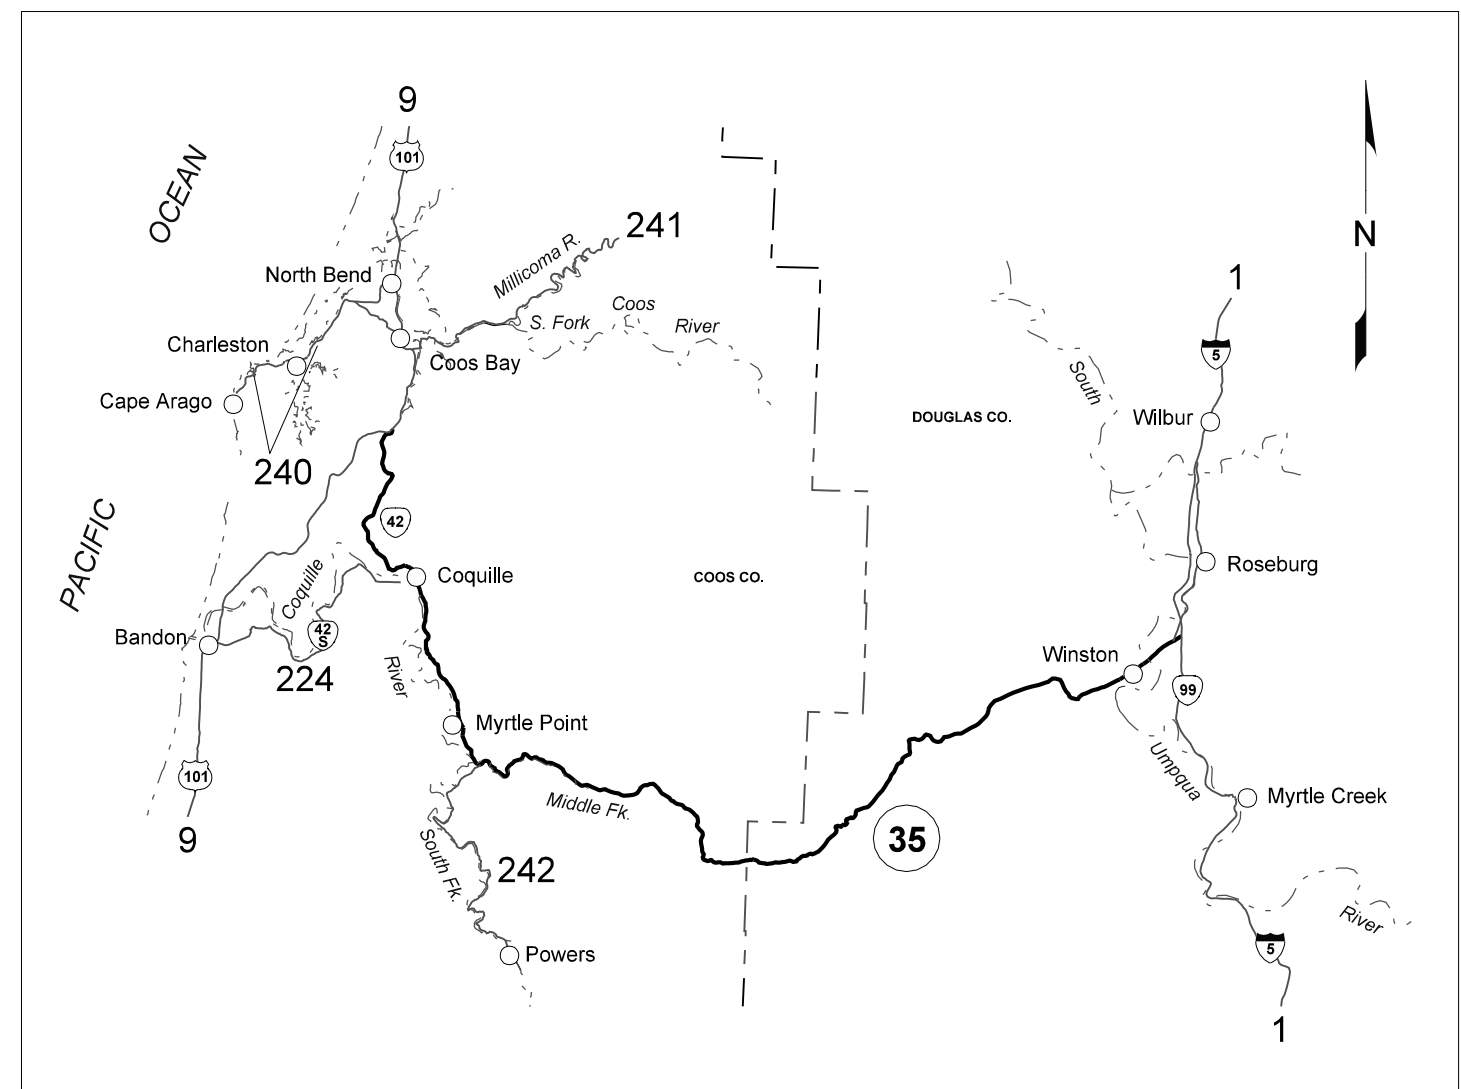 9
101
OCEAN
241
N
Millicoma R.
North Bend
1
Coos
S. Fork
River
Charleston
5
Coos Bay
South
Cape Arago
DOUGLAS CO.
Wilbur
240
42
PACIFIC
Roseburg
Coquille
Coquille
COOS CO.
42
S
Bandon
Winston
224
River
99
Myrtle Point
Umpqua
101
Myrtle Creek
Middle Fk.
9
35
South Fk.
242
River
5
Powers
1